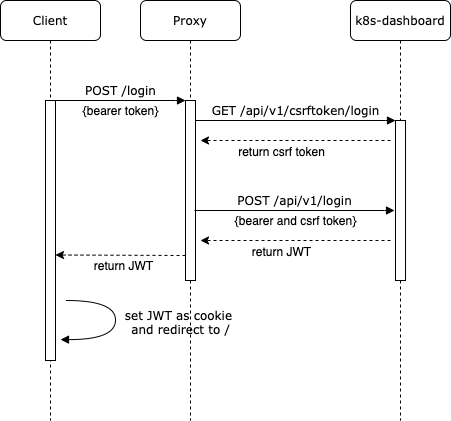 Client
Proxy
k8s-dashboard
POST /login
{bearer token}
GET /api/v1/csrftoken/login
return csrf token
POST /api/v1/login
{bearer and csrf token}
return JWT
return JWT
set JWT as cookie
and redirect to /